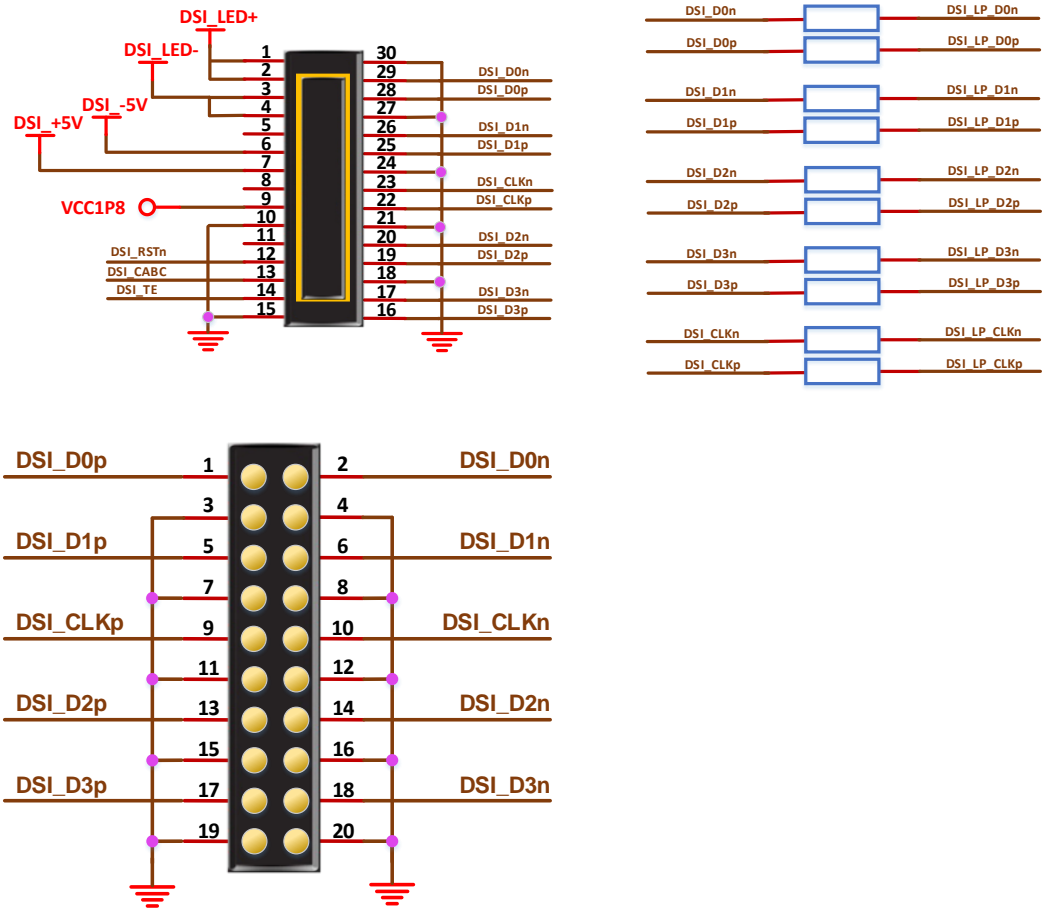 DSI_LED+
DSI_LED-
DSI_-5V
DSI_+5V
VCC1P8
DSI_RSTn
DSI_CABC
DSI_TE
1
2
3
4
5
6
7
8
9
10
11
12
13
14
15
30
29
28
27
26
25
24
23
22
21
20
19
18
17
16
DSI_D0n
DSI_D0p
DSI_D1n
DSI_D1p
DSI_CLKn
DSI_CLKp
DSI_D2n
DSI_D2p
DSI_D3n
DSI_D3p
DSI_D0n DSI_LP_D0n
DSI_D0p DSI_LP_D0p
DSI_D1n DSI_LP_D1n
DSI_D1p DSI_LP_D1p
DSI_D2n DSI_LP_D2n
DSI_D2p DSI_LP_D2p
DSI_D3n DSI_LP_D3n
DSI_D3p DSI_LP_D3p
DSI_CLKn DSI_LP_CLKn
DSI_CLKp DSI_LP_CLKp
DSI_D0p 1 2 DSI_D0n
3 4
DSI_D1p 5 6 DSI_D1n
7 8
DSI_CLKp 9 10 DSI_CLKn
11 12
DSI_D2p 13 14 DSI_D2n
15 16
DSI_D3p 17 18 DSI_D3n
19 20